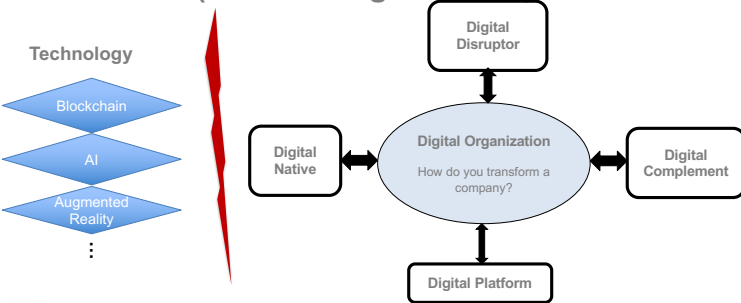 Technology
Blockchain
AI
Augmented
Reality
Digital
Disruptor
Digital
Native
Digital Organization
How do you transform a
company?
Digital
Complement
Digital Platform